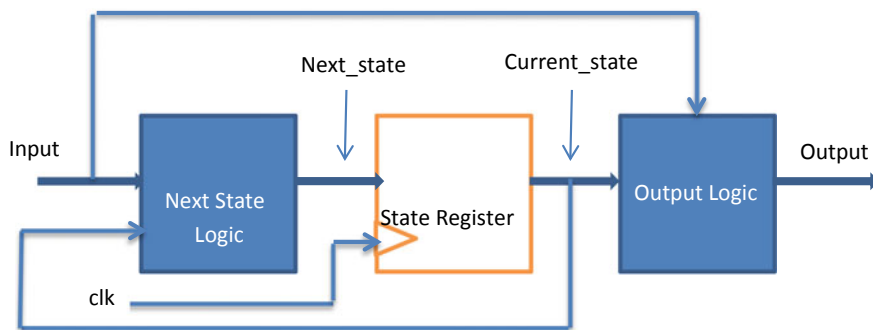 Next_state
Current_state
Input
Output
Next State
Logic
State Register
Output Logic
clk